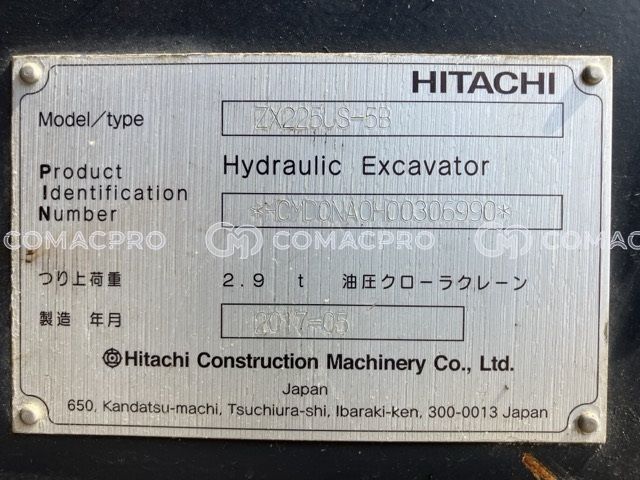 HITACHI
Model/type ZX225US-5B
Hydraulic Excavator
Product
Identification
Number *HCMDDNA0H00306990*
COMACPRO COMACPRO COMACPRO
つり上荷重 2.9 t 油圧クローラクレーン
製造 年月 2017-05
Hitachi Construction Machinery Co., Ltd.
Japan
650, Kandatsu-machi, Tsuchiura-shi, Ibaraki-ken, 300-0013 Japan